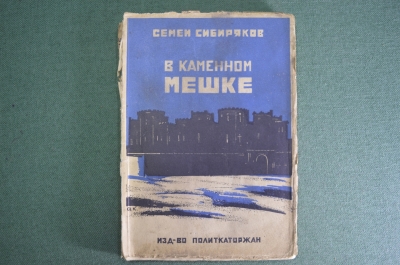 СЕМЕН СИБИРЯКОВ
В КАМЕННОМ
МЕШКЕ
ИЗД-ВО ПОЛИТКАТОРЖАН